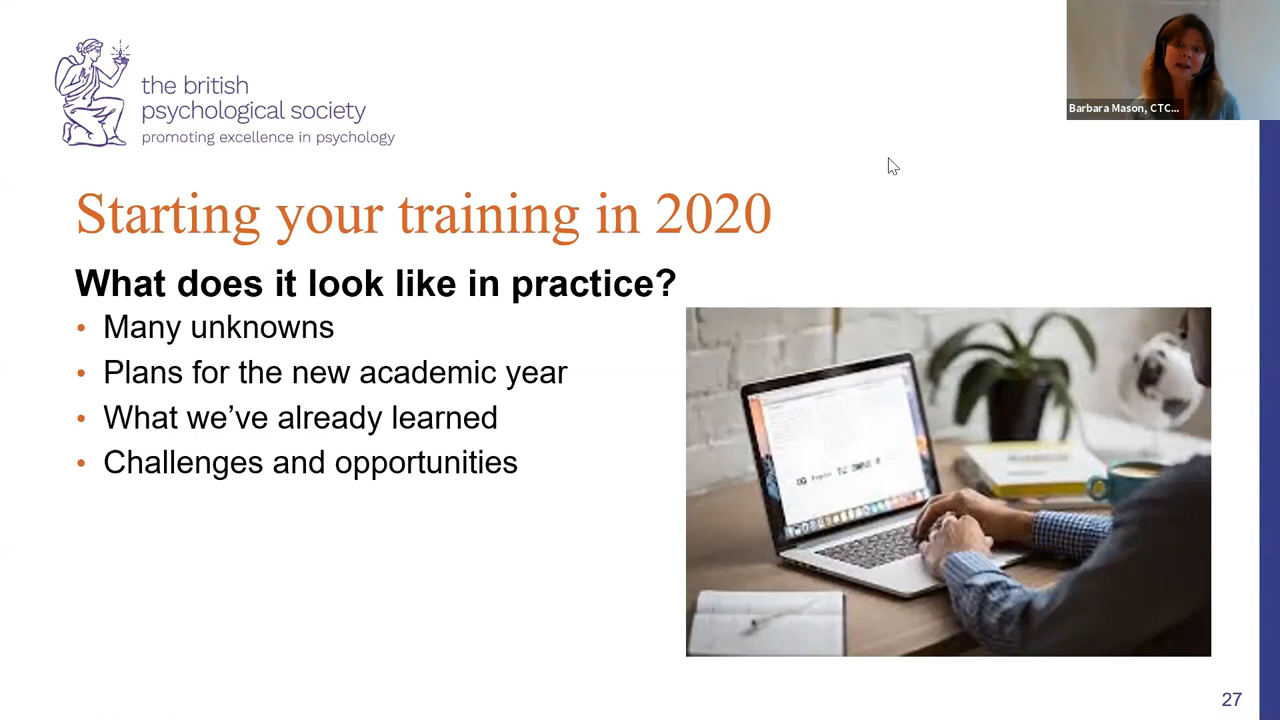 the british
psychological society
promoting excellence in psychology
Barbara Mason, CTC...
Starting your training in 2020
What does it look like in practice?
• Many unknowns
• Plans for the new academic year
• What we’ve already learned
• Challenges and opportunities
27